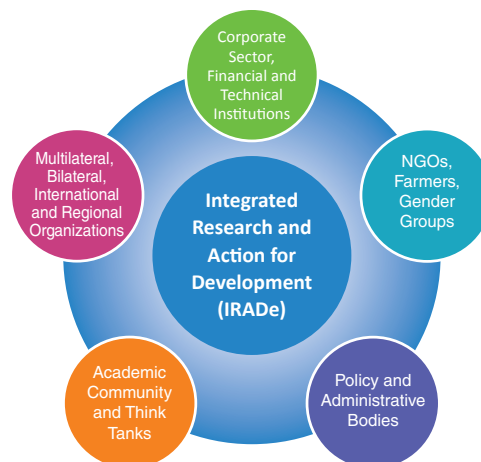 Corporate
Sector,
Financial and
Technical
Institutions
Multilateral,
Bilateral,
International
and Regional
Organizations
NGOs,
Farmers,
Gender
Groups
Integrated
Research and
Action for
Development
(IRADe)
Academic
Community
and Think
Tanks
Policy and
Administrative
Bodies